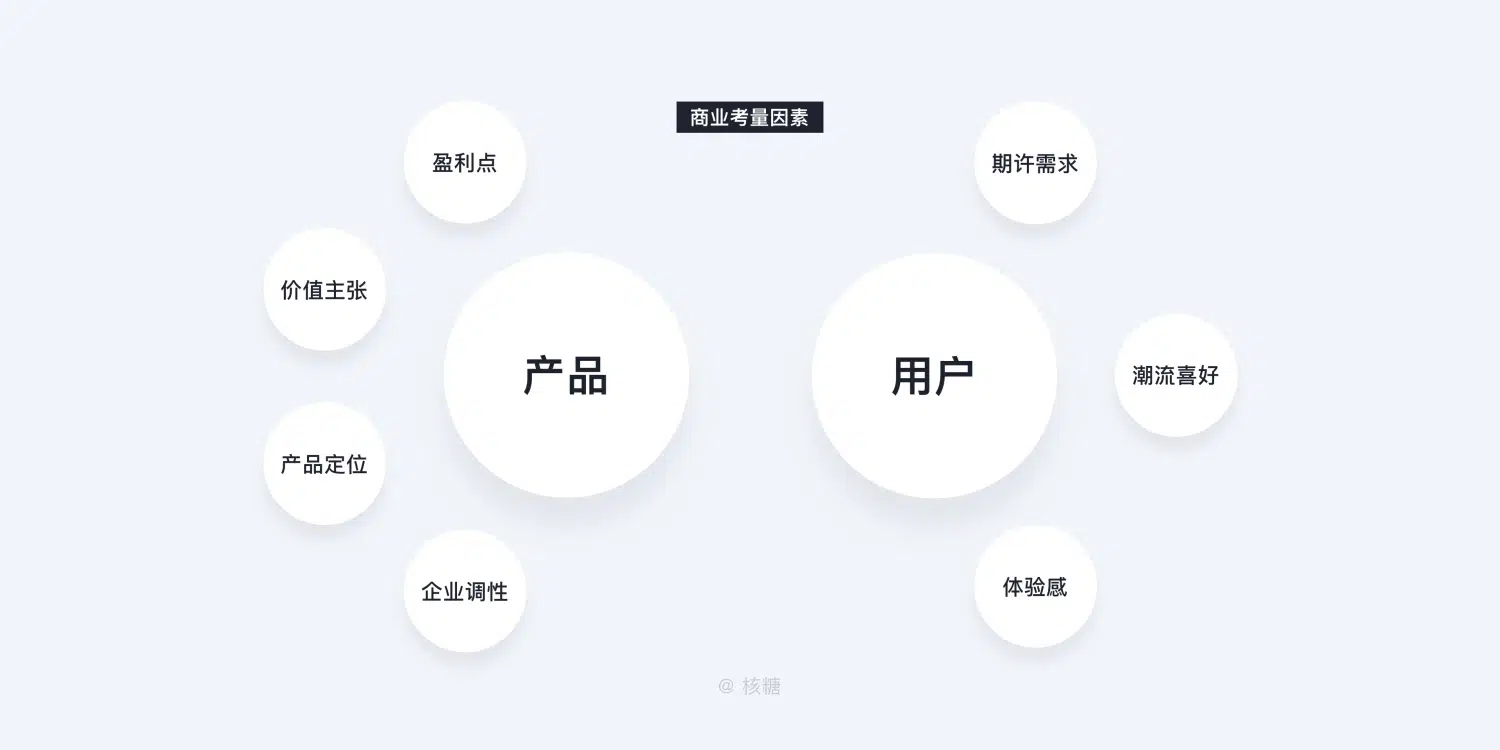 商业考量因素
盈利点
价值主张
产品定位
企业调性
产品
用户
期许需求
潮流喜好
体验感
@ 核糖